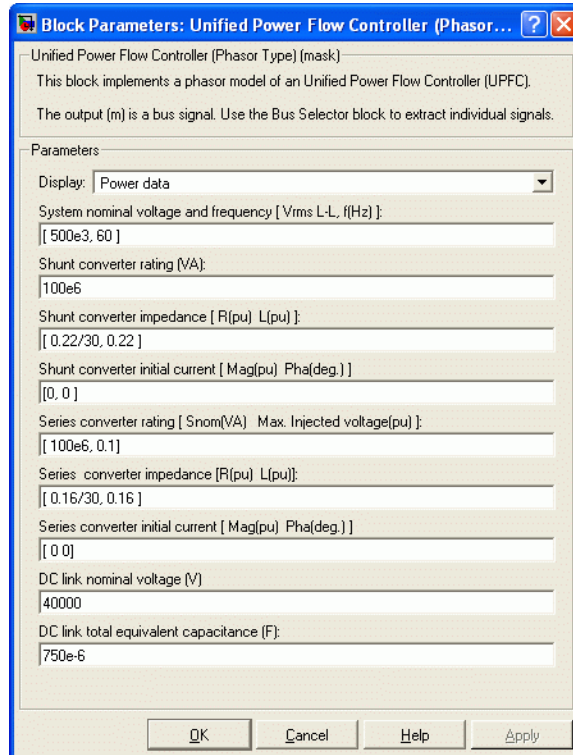 Block Parameters: Unified Power Flow Controller (Phasor...
Unified Power Flow Controller (Phasor Type) (mask)
This block implements a phasor model of an Unified Power Flow Controller (UPFC).
The output (m) is a bus signal. Use the Bus Selector block to extract individual signals.
Parameters
Display: Power data
System nominal voltage and frequency [ Vrms L-L, f(Hz) ]:
[ 500e3, 60 ]
Shunt converter rating (VA):
100e6
Shunt converter impedance [ R(pu) L(pu) ]:
[ 0.22/30, 0.22 ]
Shunt converter initial current [ Mag(pu) Pha(deg.) ]
[0, 0 ]
Series converter rating [ Snom(VA) Max. Injected voltage(pu) ]:
[ 100e6, 0.1]
Series converter impedance [R(pu) L(pu)]:
[ 0.16/30, 0.16 ]
Series converter initial current [ Mag(pu) Pha(deg.) ]
[ 0 0]
DC link nominal voltage (V)
40000
DC link total equivalent capacitance (F):
750e-6
OK Cancel Help Apply